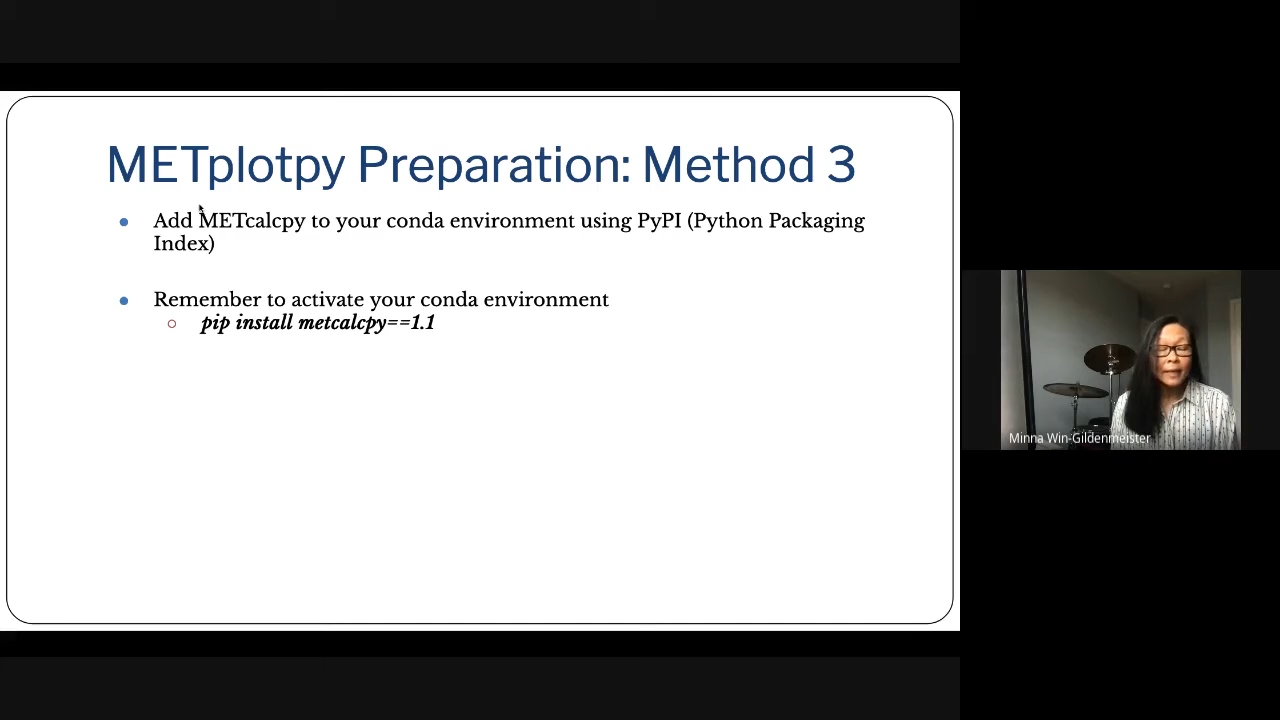 METplotpy Preparation: Method 3
Add METcalcpy to your conda environment using PyPI (Python Packaging
Index)
Remember to activate your conda environment
pip install metcalcpy==1.1
Minna Win-Gildenmeister